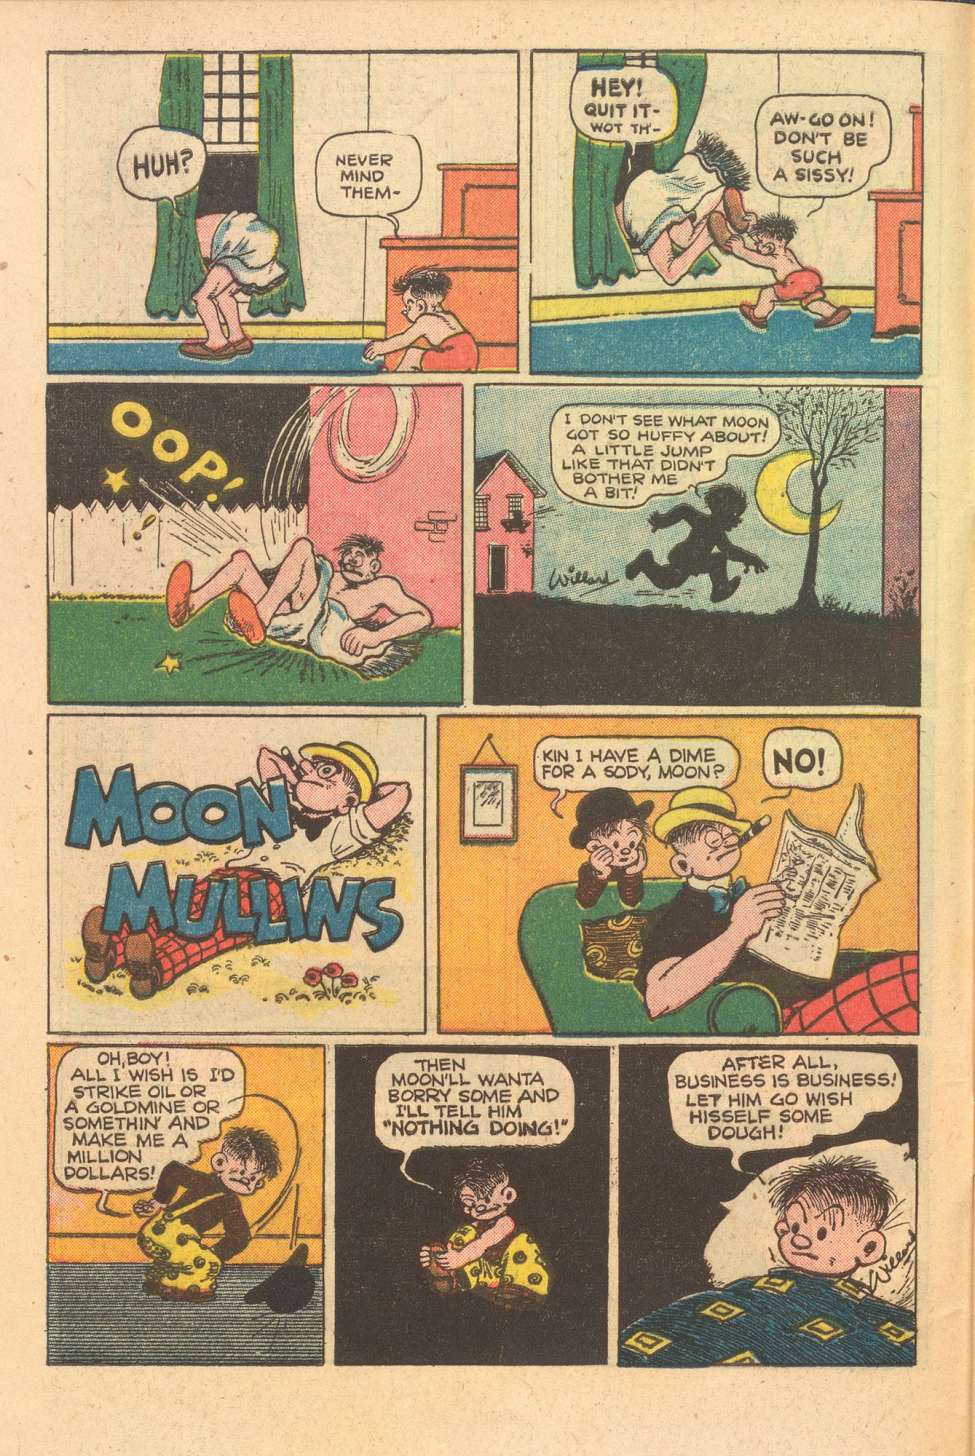 HUH?
NEVER
MIND
THEM-
HEY!
QUIT IT-
WOT TH'-
AW-GO ON!
DON'T BE
SUCH
A SISSY!
OOP!
I DON'T SEE WHAT MOON
GOT SO HUFFY ABOUT!
A LITTLE JUMP
LIKE THAT DIDN'T
BOTHER ME
A BIT!
Willard
MOON
MULLINS
KIN I HAVE A DIME
FOR A SODY, MOON?
NO!
OH, BOY!
ALL I WISH IS I'D
STRIKE OIL OR
A GOLDMINE OR
SOMETHIN' AND
MAKE ME A
MILLION
DOLLARS!
THEN
MOON'LL WANTA
BORRY SOME AND
I'LL TELL HIM
"NOTHING DOING!"
AFTER ALL,
BUSINESS IS BUSINESS!
LET HIM GO WISH
HISSELF SOME
DOUGH!
Willard